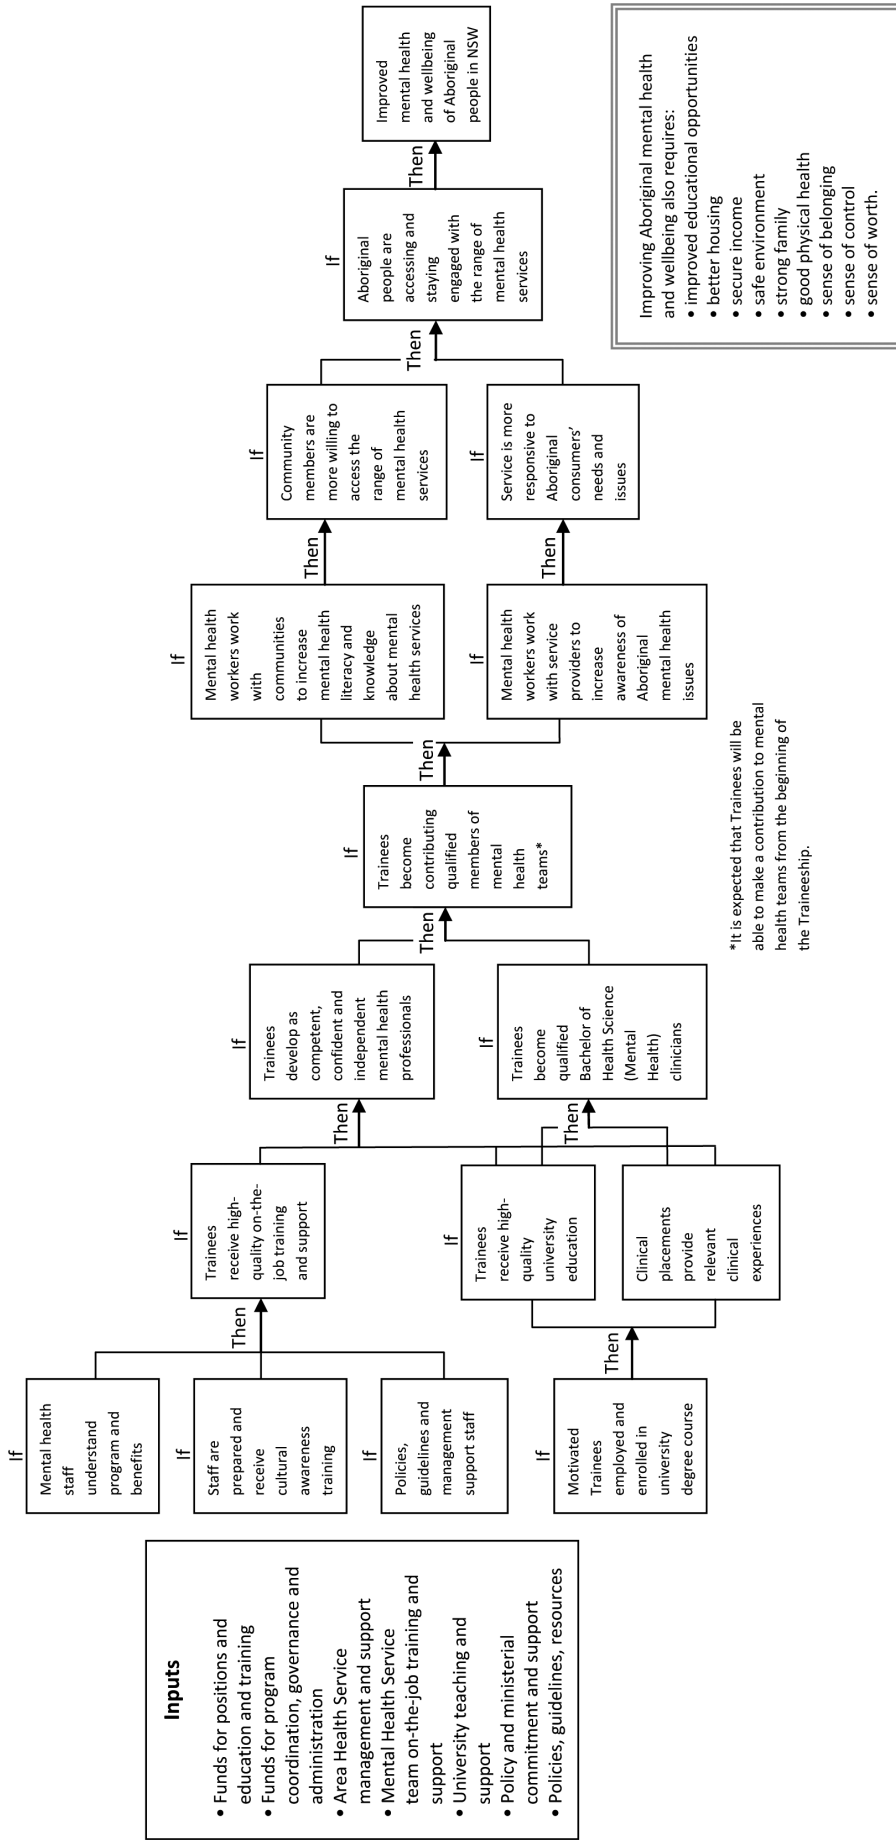 Inputs
• Funds for positions and
education and training
• Funds for program
coordination, governance and
administration
• Area Health Service
management and support
• Mental Health Service
team on-the-job training and
support
• University teaching and
support
• Policy and ministerial
commitment and support
• Policies, guidelines, resources
If
Mental health
staff
understand
program and
benefits
If
Staff are
prepared and
receive
cultural
awareness
training
If
Policies,
guidelines and
management
support staff
If
Motivated
Trainees
employed and
enrolled in
university
degree course
Then
Then
If
Trainees
receive high-
quality on-the-
job training
and support
If
Trainees
receive high-
quality
university
education
Clinical
placements
provide
relevant
clinical
experiences
Then
Then
If
Trainees
develop as
competent,
confident and
independent
mental health
professionals
If
Trainees
become
qualified
Bachelor of
Health Science
(Mental
Health)
clinicians
Then
If
Trainees
become
contributing
qualified
members of
mental
health
teams*
Then
If
Mental health
workers work
with
communities
to increase
mental health
literacy and
knowledge
about mental
health services
If
Mental health
workers work
with service
providers to
increase
awareness of
Aboriginal
mental health
issues
Then
Then
If
Community
members are
more willing to
access the
range of
mental health
services
If
Service is more
responsive to
Aboriginal
consumers'
needs and
issues
Then
If
Aboriginal
people are
accessing and
staying
engaged with
the range of
mental health
services
Then
Improved
mental health
and wellbeing
of Aboriginal
people in NSW
*It is expected that Trainees will be
able to make a contribution to mental
health teams from the beginning of
the Traineeship.
Improving Aboriginal mental health
and wellbeing also requires:
• improved educational opportunities
• better housing
• secure income
• safe environment
• strong family
• good physical health
• sense of belonging
• sense of control
• sense of worth.